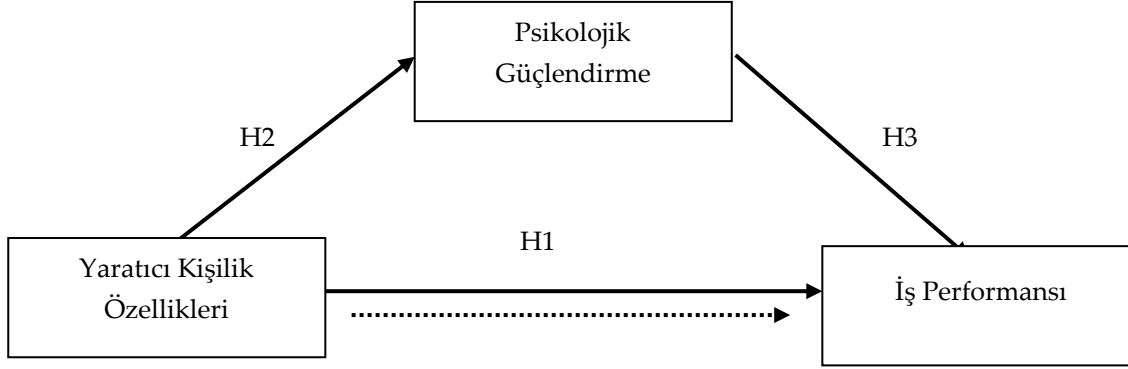 Psikolojik
Güçlendirme
H2
H3
H1
Yaratıcı Kişilik
Özellikleri
İş Performansı